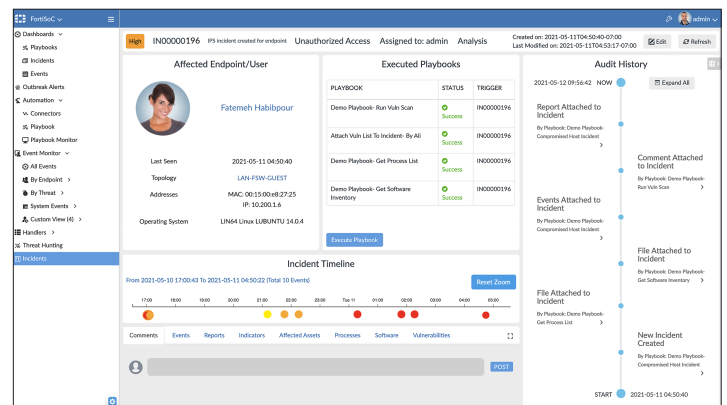 FortiSoC
admin
Dashboards
Playbooks
Incidents
Events
Outbreak Alerts
Automation
Connectors
Playbook
Playbook Monitor
Event Monitor
All Events
By Endpoint
By Threat
System Events
Custom View (4)
Handlers
Threat Hunting
Incidents
High IN00000196 IPS incident created for endpoint Unauthorized Access Assigned to: admin Analysis
Created on: 2021-05-11T04:50:40-07:00
Last Modified on: 2021-05-11T04:53:17-07:00
Edit
Refresh
Affected Endpoint/User
Fatemeh Habibpour
Last Seen 2021-05-11 04:50:40
Topology LAN-FSW-GUEST
Addresses MAC: 00:15:00:e8:27:25
IP: 10.200.1.6
Operating System LIN64 Linux LUBUNTU 14.0.4
Executed Playbooks
PLAYBOOK STATUS TRIGGER
Demo Playbook- Run Vuln Scan Success IN00000196
Attach Vuln List To Incident- By Ali Success IN00000196
Demo Playbook- Get Process List Success IN00000196
Demo Playbook- Get Software
Inventory Success IN00000196
Execute Playbook
Incident Timeline
From 2021-05-10 17:00:43 To 2021-05-11 04:50:22 (Total 10 Events)
Reset Zoom
17:00 18:00 19:00 20:00 21:00 22:00 23:00 Tue 11 01:00 02:00 03:00 04:00 05:00
Comments Events Reports Indicators Affected Assets Processes Software Vulnerabilities
POST
Audit History
2021-05-12 09:56:42 NOW
Expand All
Report Attached to
Incident
By Playbook: Demo Playbook-
Compromised Host Incident
Comment Attached
to Incident
By Playbook: Demo Playbook-
Run Vuln Scan
Events Attached to
Incident
By Playbook: Demo Playbook-
Compromised Host Incident
File Attached to
Incident
By Playbook: Demo Playbook-
Get Software Inventory
File Attached to
Incident
By Playbook: Demo Playbook-
Get Process List
New Incident
Created
By Playbook: Demo Playbook-
Compromised Host Incident
START 2021-05-11 04:50:40